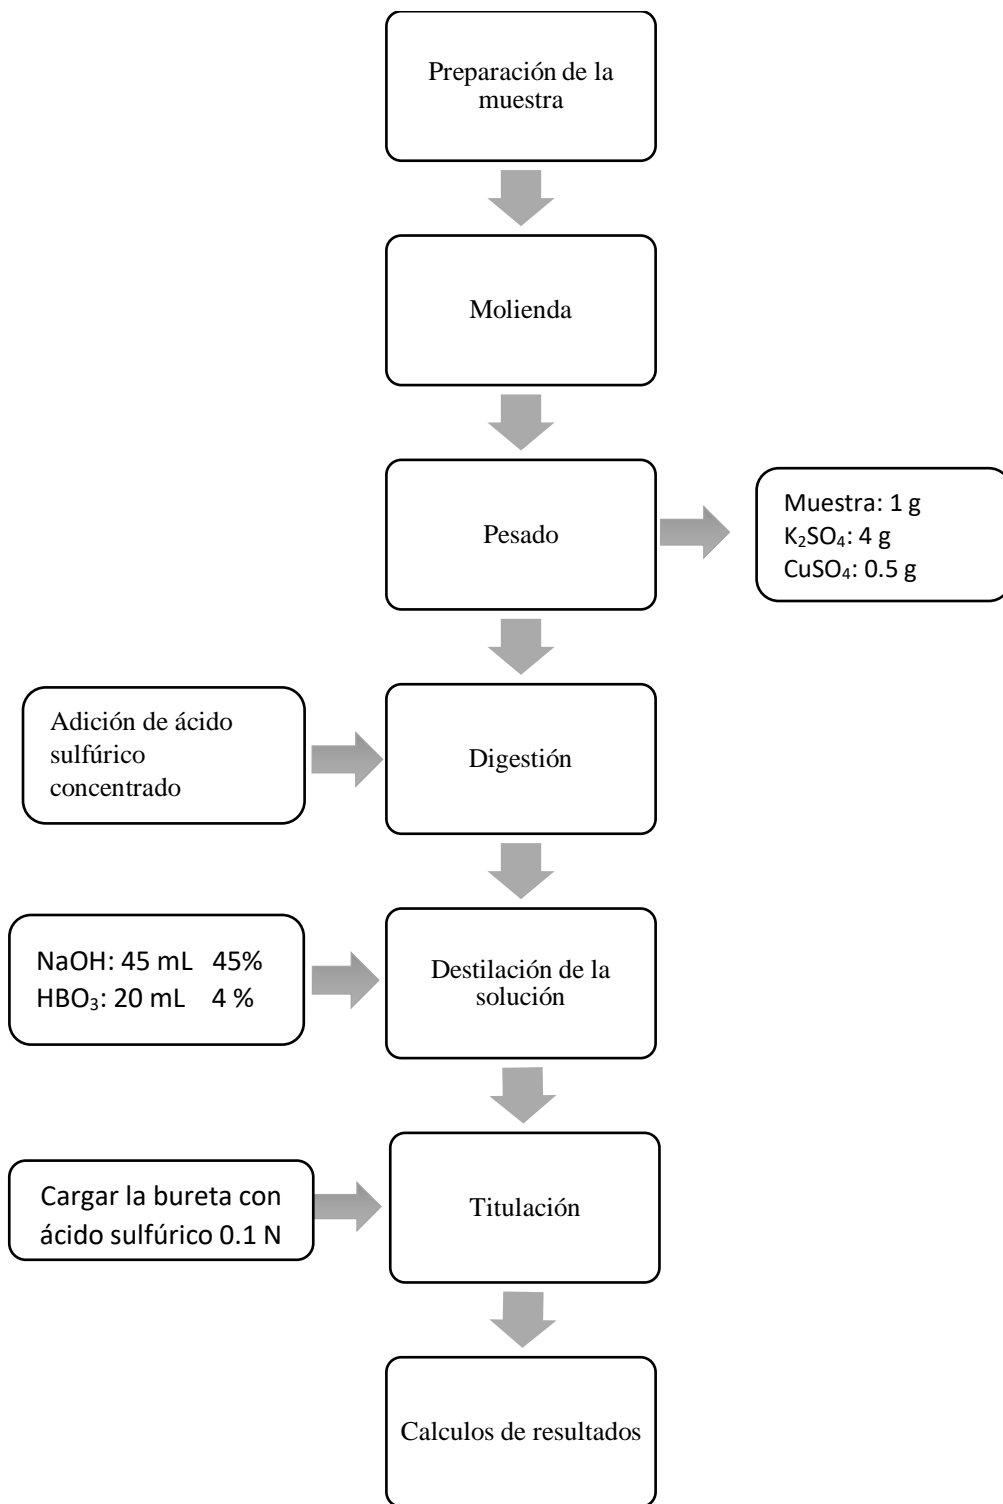 Preparación de la
muestra
Molienda
Pesado
Muestra: 1 g
K₂SO₄: 4 g
CuSO₄: 0.5 g
Adición de ácido
sulfúrico
concentrado
Digestión
NaOH: 45 mL 45%
HBO₃: 20 mL 4 %
Destilación de la
solución
Cargar la bureta con
ácido sulfúrico 0.1 N
Titulación
Calculos de resultados